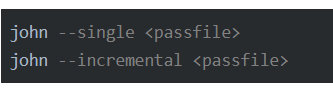 john --single <passfile>
john --incremental <passfile>